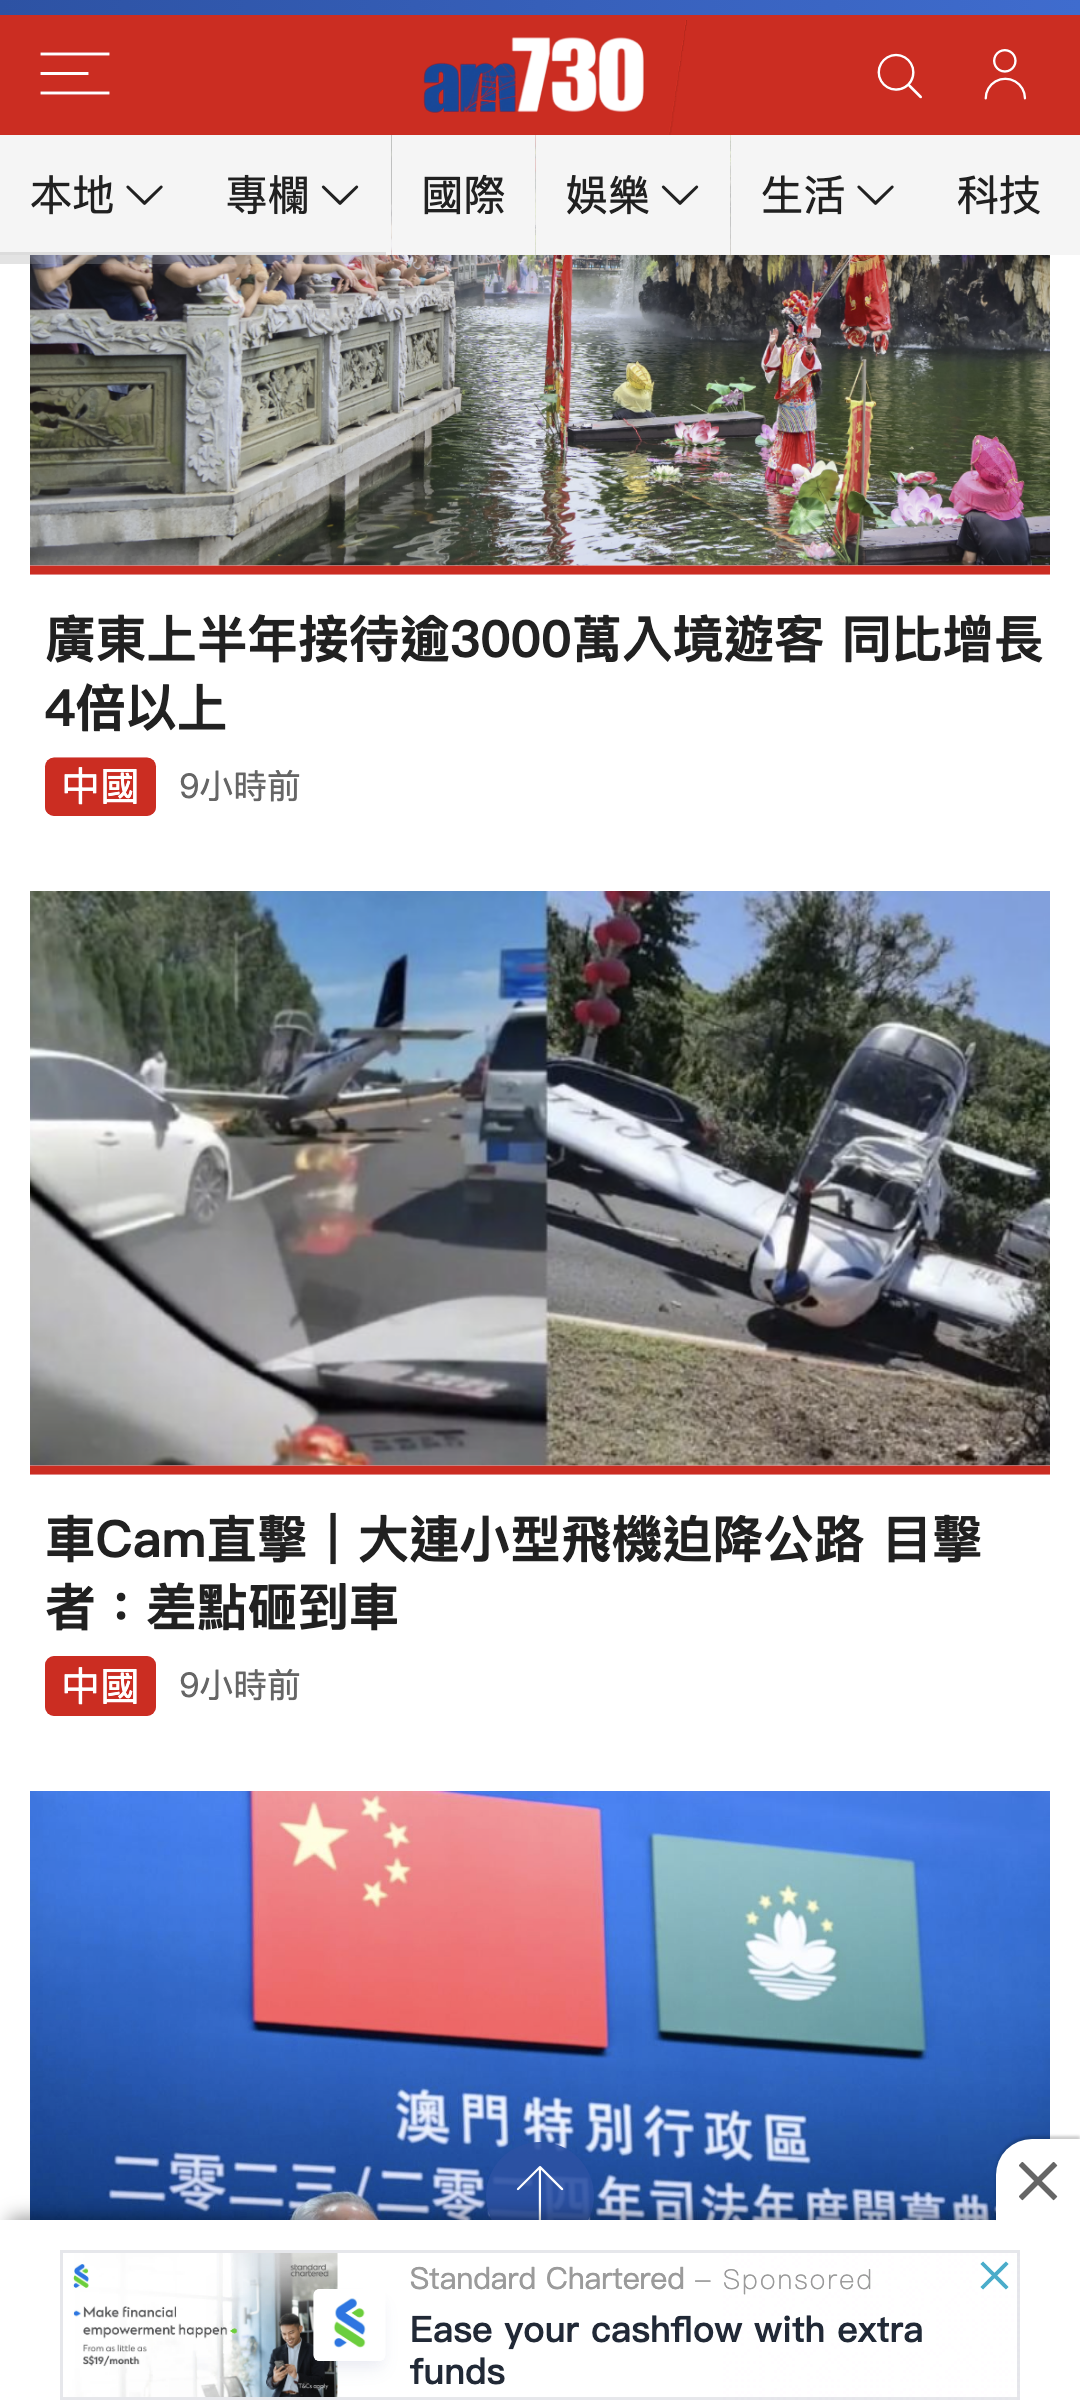 am730
本地 專欄 國際 娛樂 生活 科技
廣東上半年接待逾3000萬入境遊客 同比增長
4倍以上
中國 9小時前
車Cam直擊｜大連小型飛機迫降公路 目擊
者：差點砸到車
中國 9小時前
澳門特別行政區
二零二三/二零二四年司法年度開幕典
standard chartered
Make financial
empowerment happen
From as little as
S$19/month
T&Cs apply
Standard Chartered – Sponsored
Ease your cashflow with extra
funds